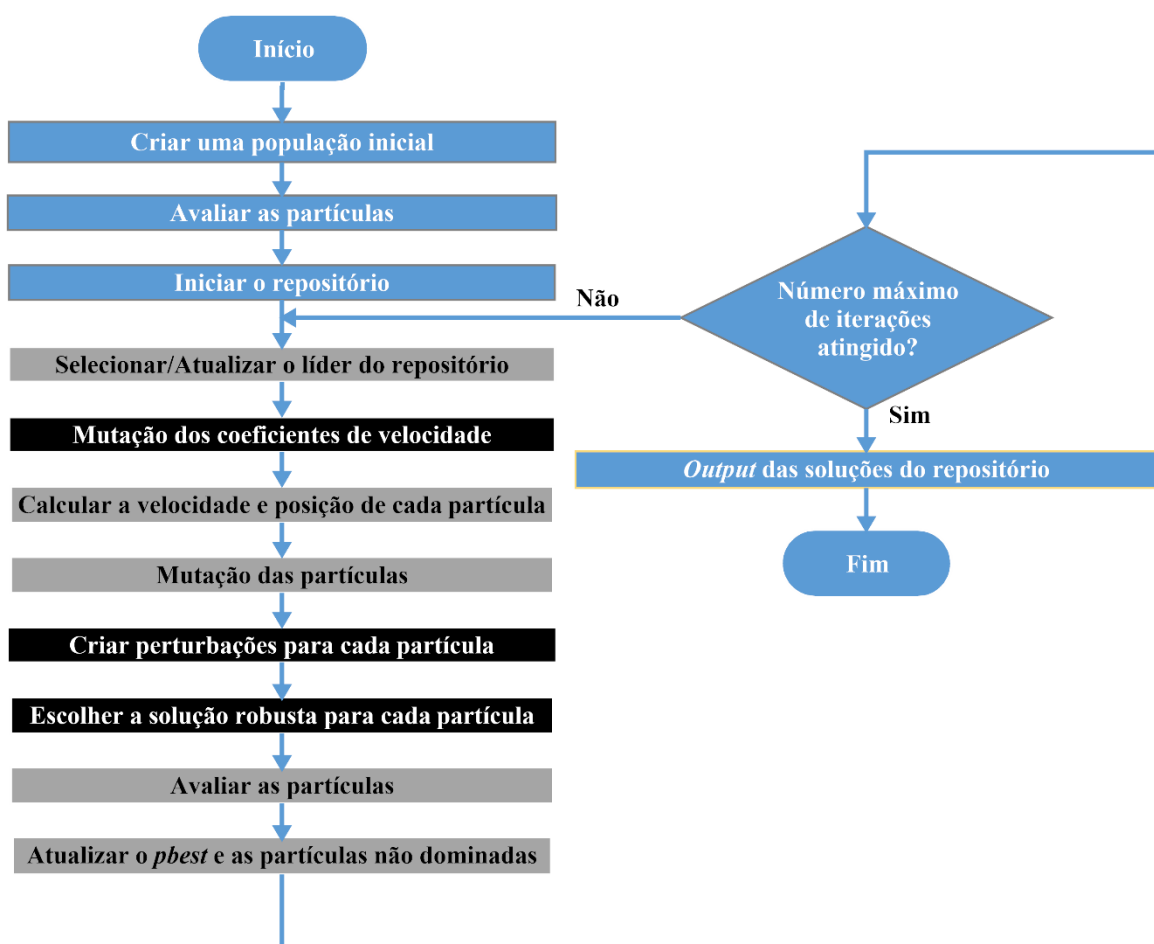 Início
Criar uma população inicial
Avaliar as partículas
Iniciar o repositório
Selecionar/Atualizar o líder do repositório
Mutação dos coeficientes de velocidade
Calcular a velocidade e posição de cada partícula
Mutação das partículas
Criar perturbações para cada partícula
Escolher a solução robusta para cada partícula
Avaliar as partículas
Atualizar o pbest e as partículas não dominadas
Número máximo
de iterações
atingido?
Não
Sim
Output das soluções do repositório
Fim